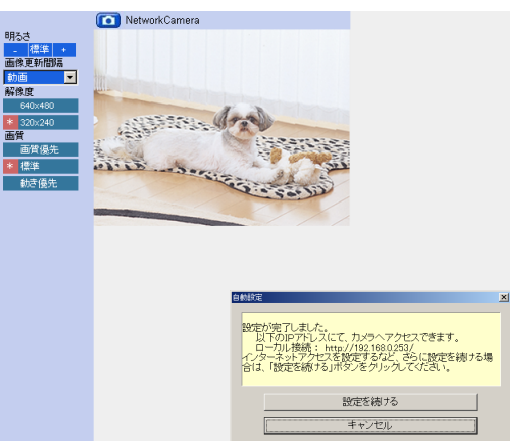 NetworkCamera
明るさ
- 標準 +
画像更新間隔
動画
解像度
640x480
* 320x240
画質
画質優先
* 標準
動き優先
自動設定
設定が完了しました。
以下のIPアドレスにて、カメラへアクセスできます。
ローカル接続： http://192.168.0.253/
インターネットアクセスを設定するなど、さらに設定を続ける場
合は、「設定を続ける」ボタンをクリックしてください。
設定を続ける
キャンセル